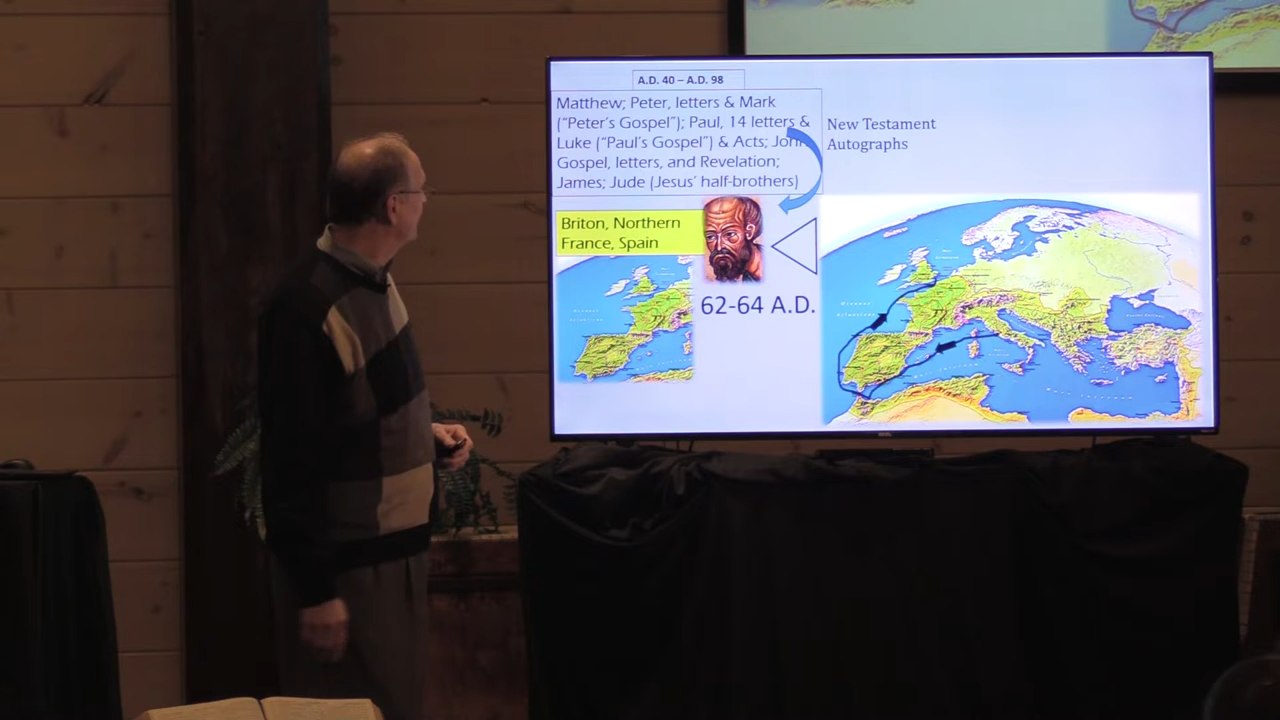 A.D. 40 – A.D. 98
Matthew; Peter, letters & Mark
("Peter's Gospel"); Paul, 14 letters &
Luke ("Paul's Gospel") & Acts; John
Gospel, letters, and Revelation;
James; Jude (Jesus' half-brothers)
New Testament
Autographs
Briton, Northern
France, Spain
62-64 A.D.